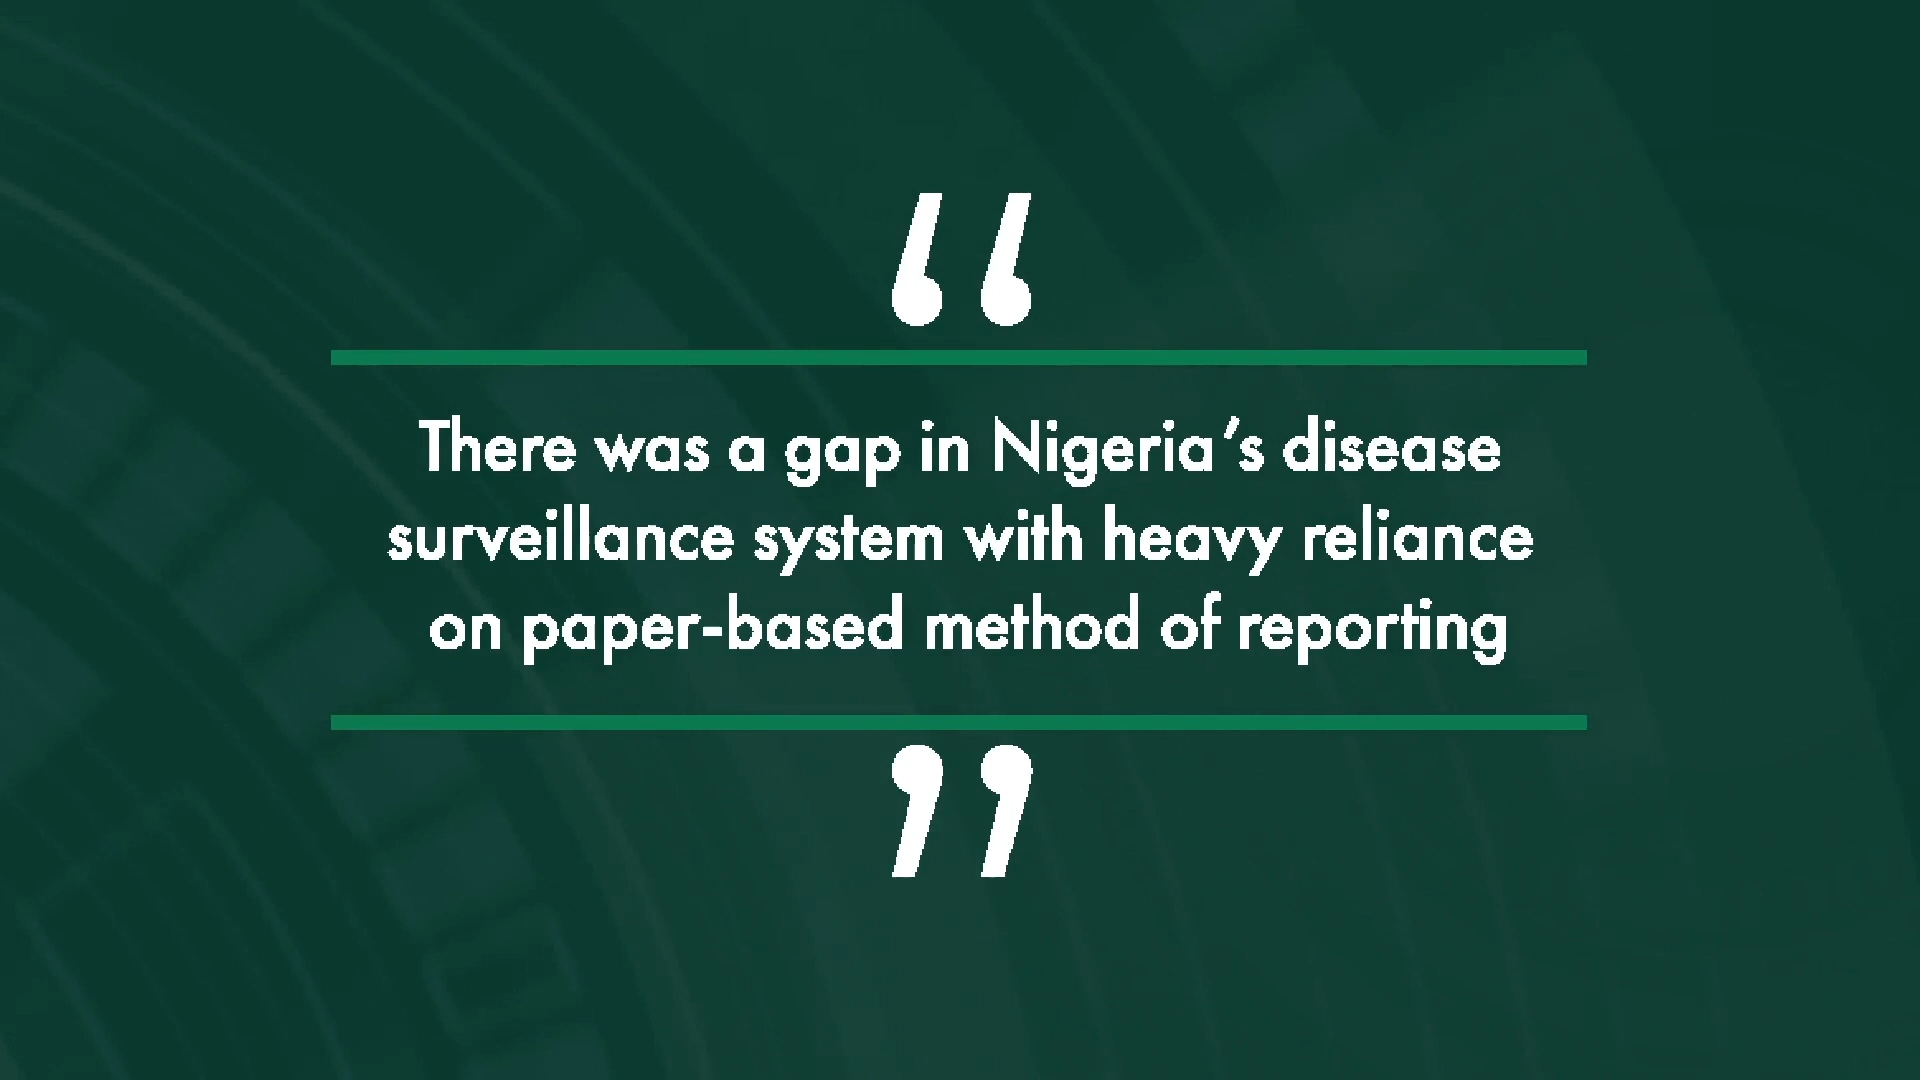 “
There was a gap in Nigeria’s disease
surveillance system with heavy reliance
on paper-based method of reporting
”